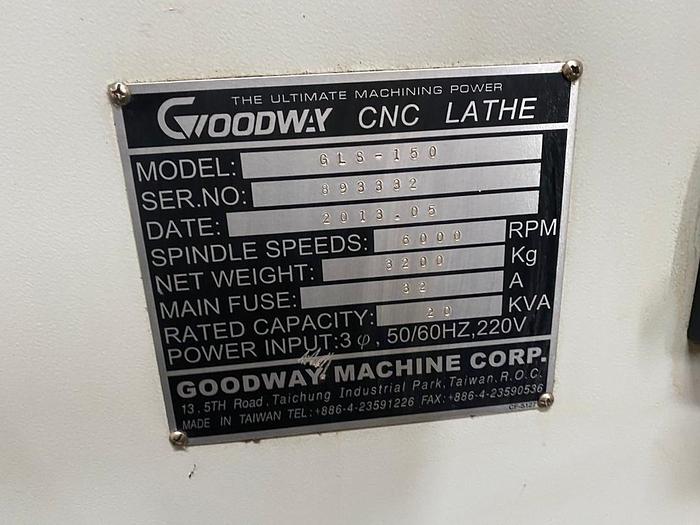 THE ULTIMATE MACHINING POWER
GOODWAY CNC LATHE
MODEL: GLS-150
SER.NO: 893332
DATE: 2013.05
SPINDLE SPEEDS: 6000 RPM
NET WEIGHT: 3200 Kg
MAIN FUSE: 32 A
RATED CAPACITY: 20 KVA
POWER INPUT:3 φ, 50/60HZ,220V
GOODWAY MACHINE CORP.
13, 5TH Road, Taichung Industrial Park, Taiwan, R.O.C.
MADE IN TAIWAN TEL:+886-4-23591226 FAX:+886-4-23590536